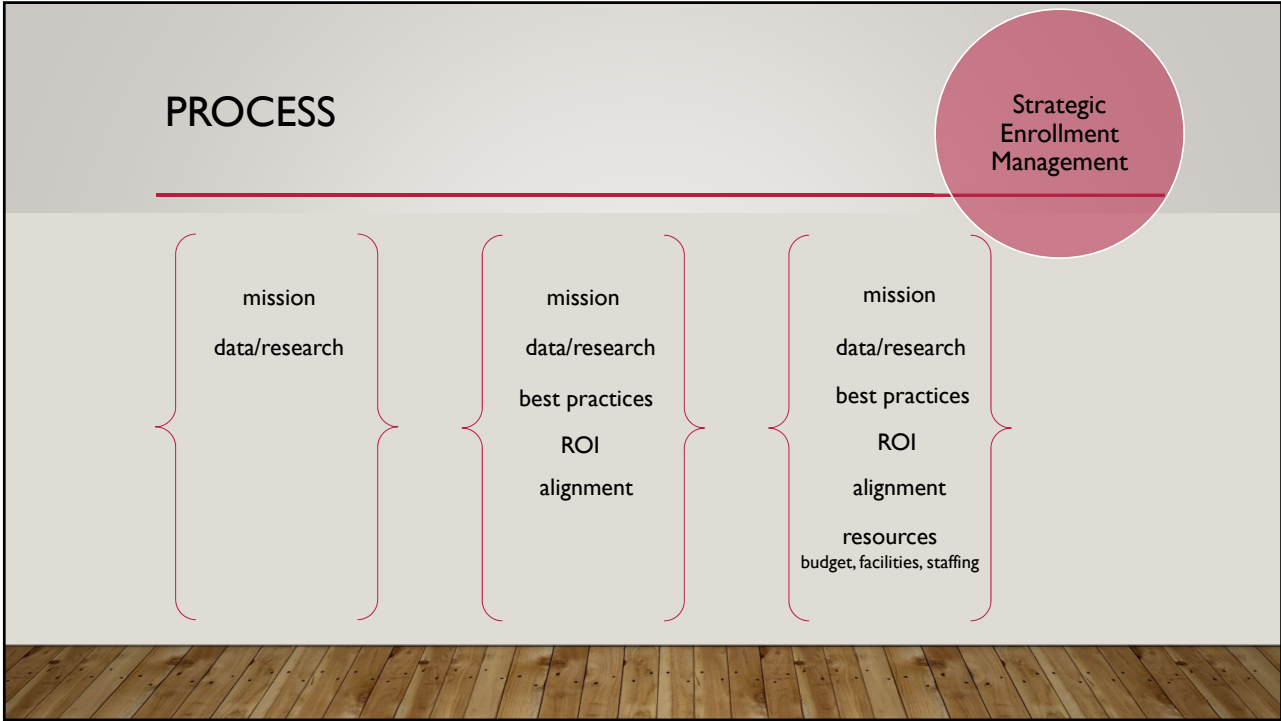 PROCESS
Strategic
Enrollment
Management
mission
data/research
mission
data/research
best practices
ROI
alignment
mission
data/research
best practices
ROI
alignment
resources
budget, facilities, staffing